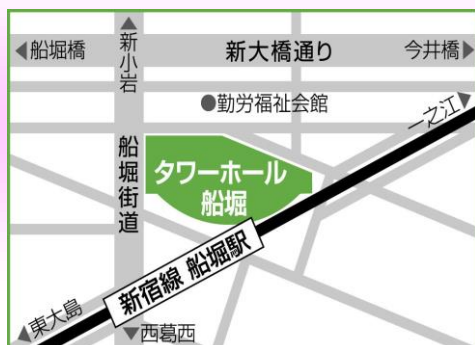 ◀船堀橋
▲新小岩
新大橋通り
今井橋▶
●勤労福祉会館
一之江▶
船堀街道
タワーホール
船堀
新宿線 船堀駅
◀東大島
▼西葛西